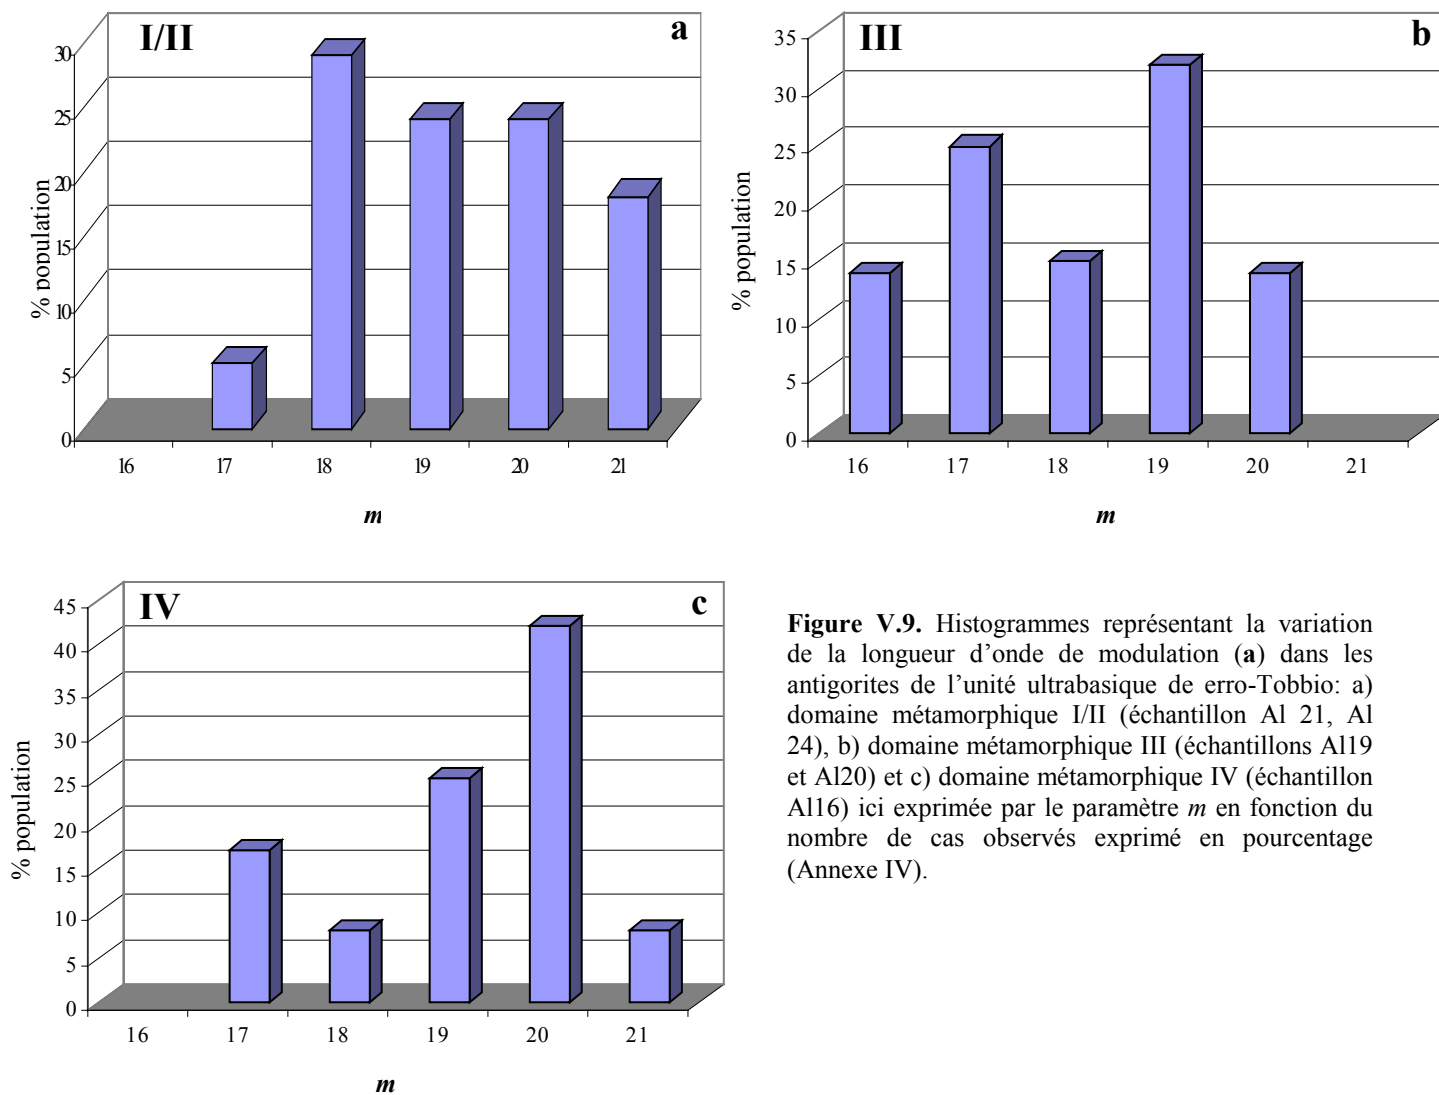 I/II
a
30
25
20
15
10
5
0
% population
16 17 18 19 20 21
m
III
b
35
30
25
20
15
10
5
0
% population
16 17 18 19 20 21
m
IV
c
45
40
35
30
25
20
15
10
5
0
% population
16 17 18 19 20 21
m
Figure V.9. Histogrammes représentant la variation
de la longueur d’onde de modulation (a) dans les
antigorites de l’unité ultrabasique de erro-Tobbio: a)
domaine métamorphique I/II (échantillon Al 21, Al
24), b) domaine métamorphique III (échantillons Al19
et Al20) et c) domaine métamorphique IV (échantillon
Al16) ici exprimée par le paramètre m en fonction du
nombre de cas observés exprimé en pourcentage
(Annexe IV).